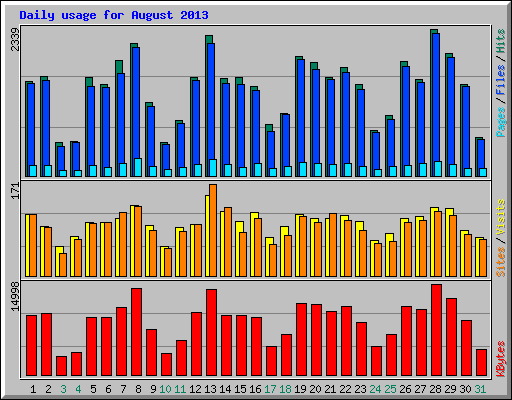 Daily usage for August 2013
2339
Pages / Files / Hits
171
Sites / Visits
14998
KBytes
1 2 3 4 5 6 7 8 9 10 11 12 13 14 15 16 17 18 19 20 21 22 23 24 25 26 27 28 29 30 31